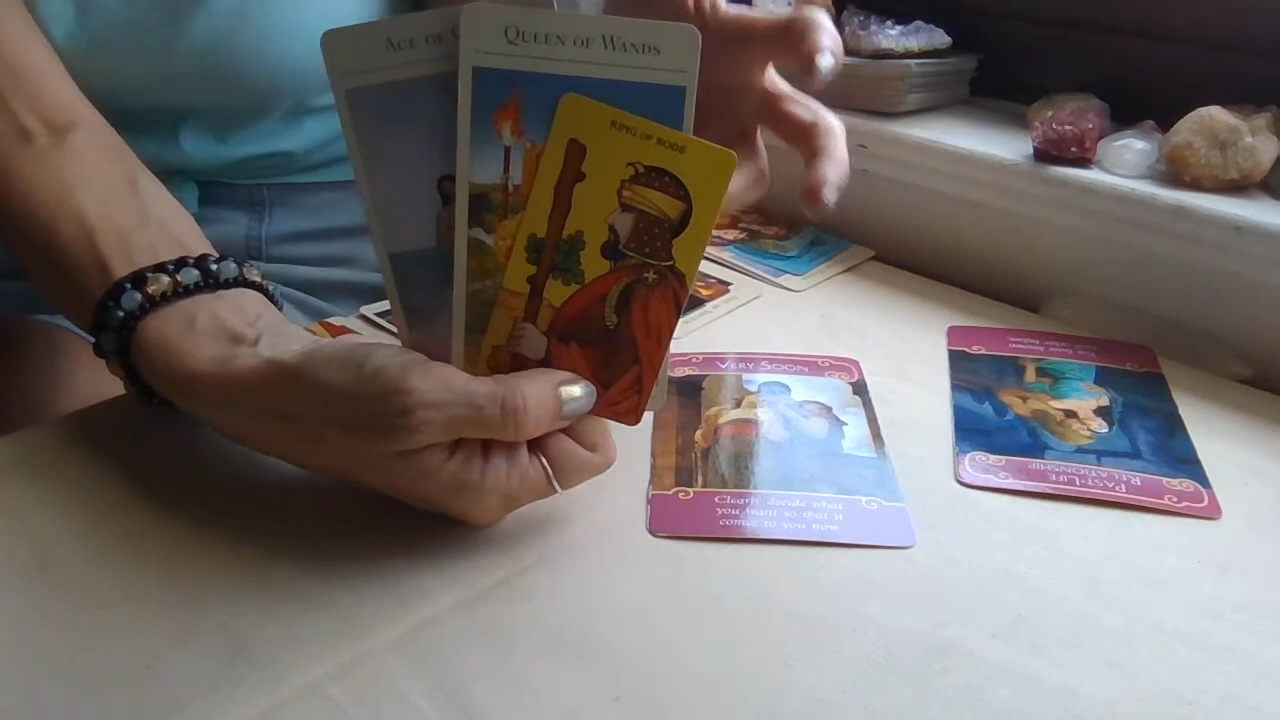 ACE OF
QUEEN OF WANDS
KING OF RODS
VERY SOON
Clearly decide what
you want so that it
comes to you now
PAST-LIFE
RELATIONSHIP